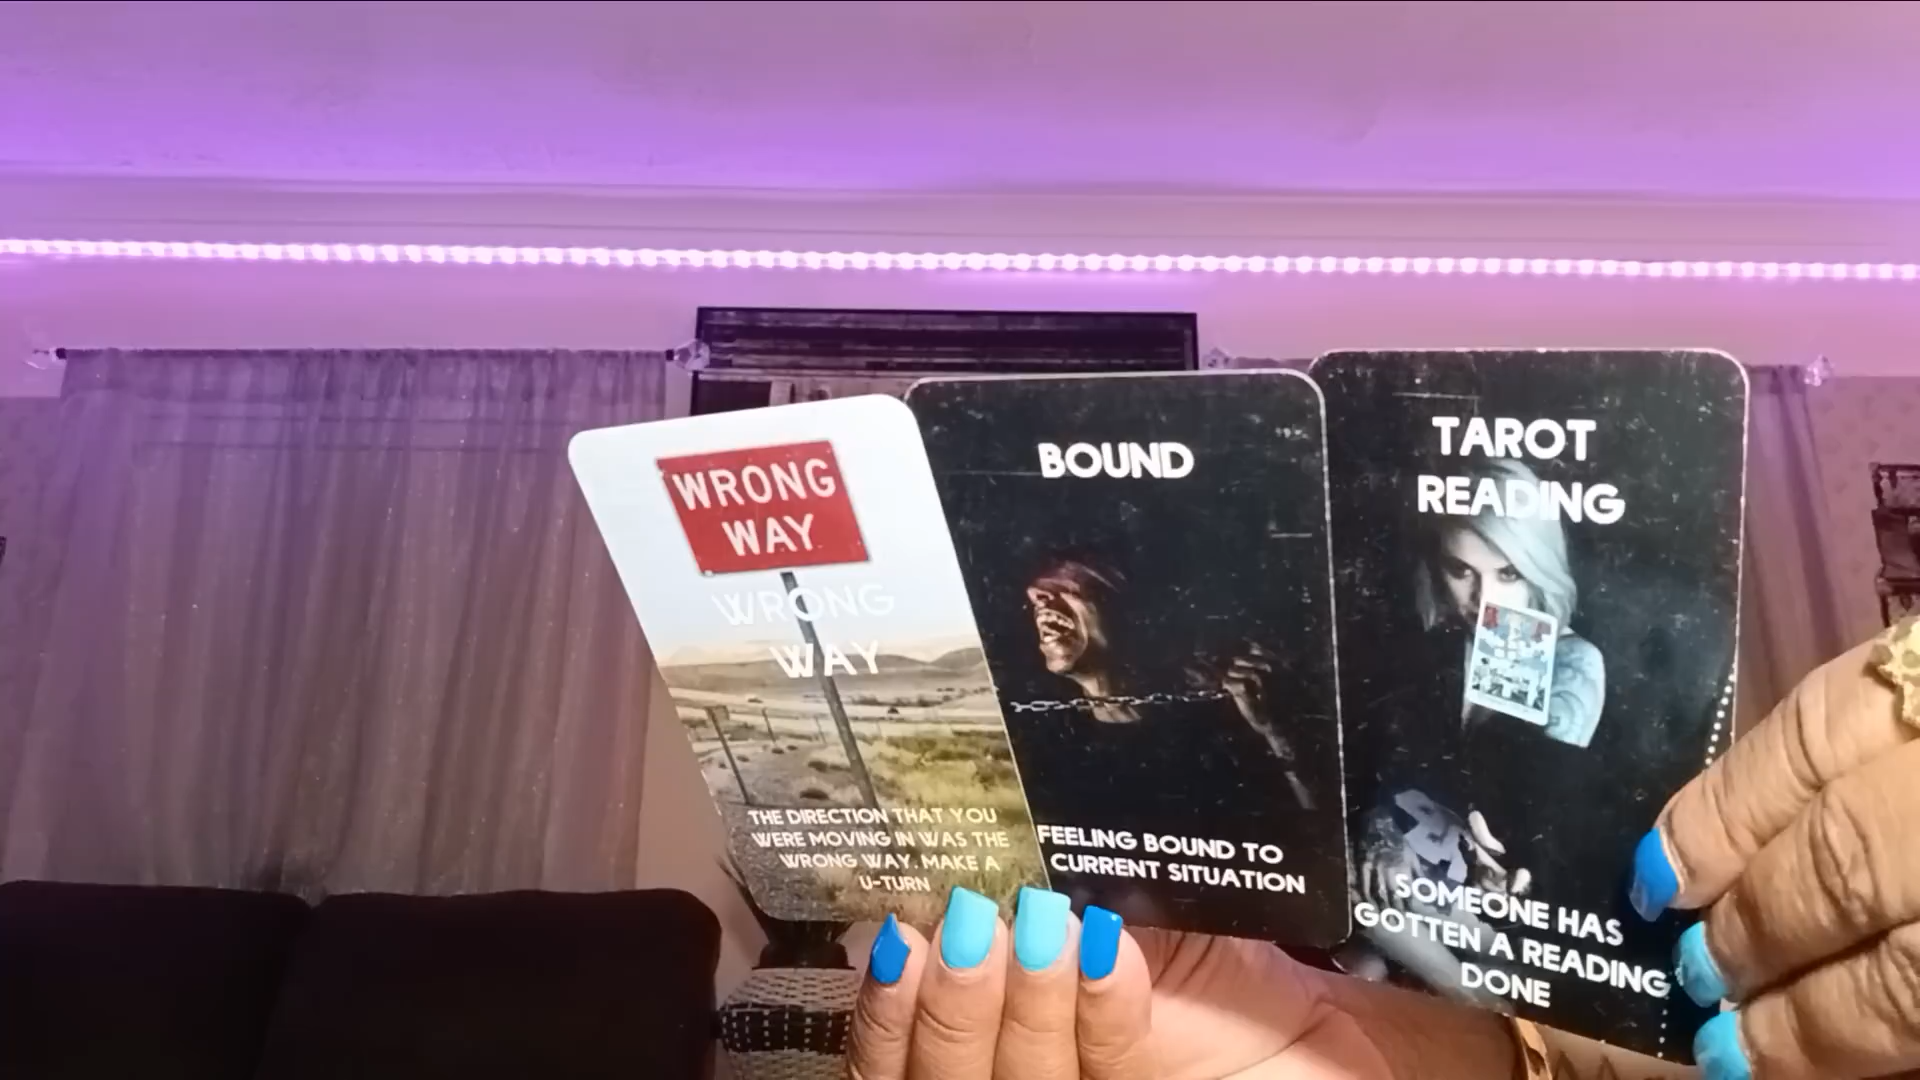 WRONG
WAY
WRONG
WAY
THE DIRECTION THAT YOU
WERE MOVING IN WAS THE
WRONG WAY. MAKE A
U-TURN
BOUND
FEELING BOUND TO
CURRENT SITUATION
TAROT
READING
SOMEONE HAS
GOTTEN A READING
DONE